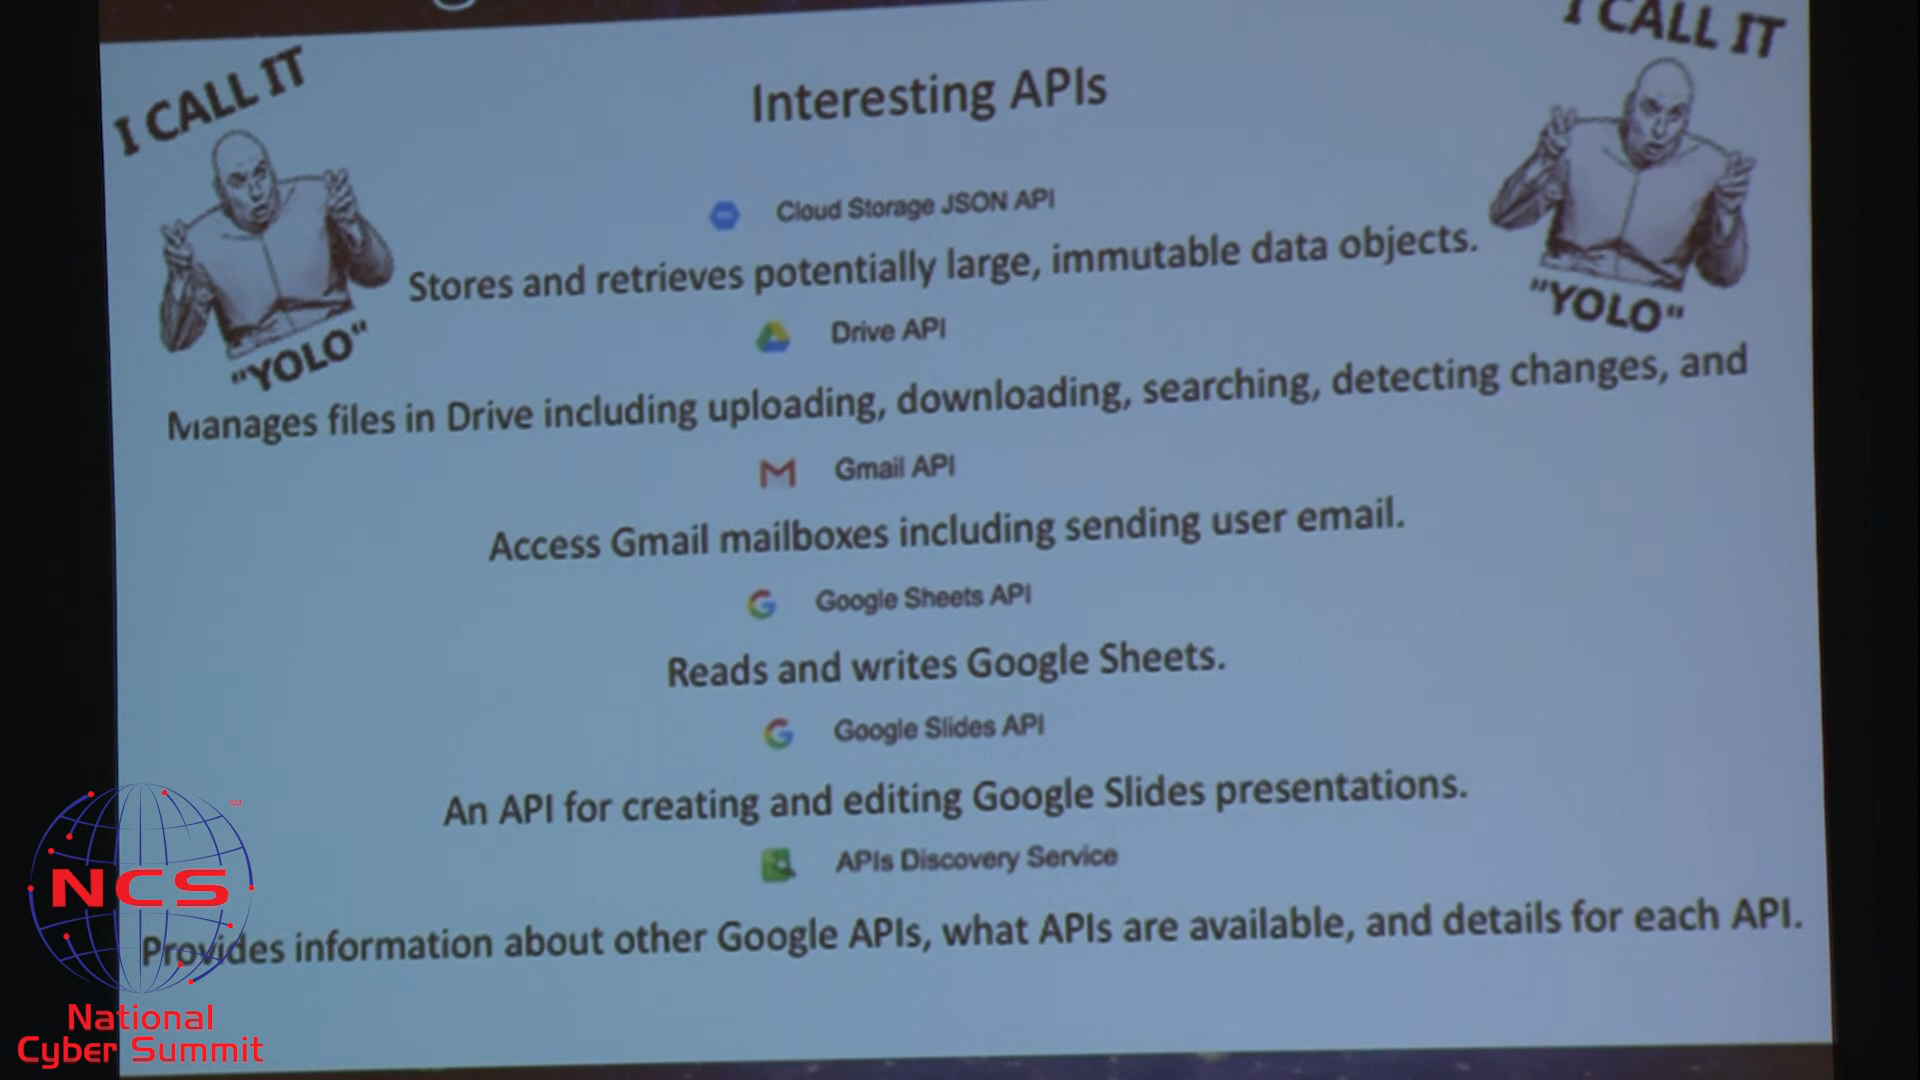 I CALL IT
"YOLO"
I CALL IT
"YOLO"
Interesting APIs
Cloud Storage JSON API
Stores and retrieves potentially large, immutable data objects.
Drive API
Manages files in Drive including uploading, downloading, searching, detecting changes, and
Gmail API
Access Gmail mailboxes including sending user email.
Google Sheets API
Reads and writes Google Sheets.
Google Slides API
An API for creating and editing Google Slides presentations.
APIs Discovery Service
Provides information about other Google APIs, what APIs are available, and details for each API.
SM
NCS
National
Cyber Summit